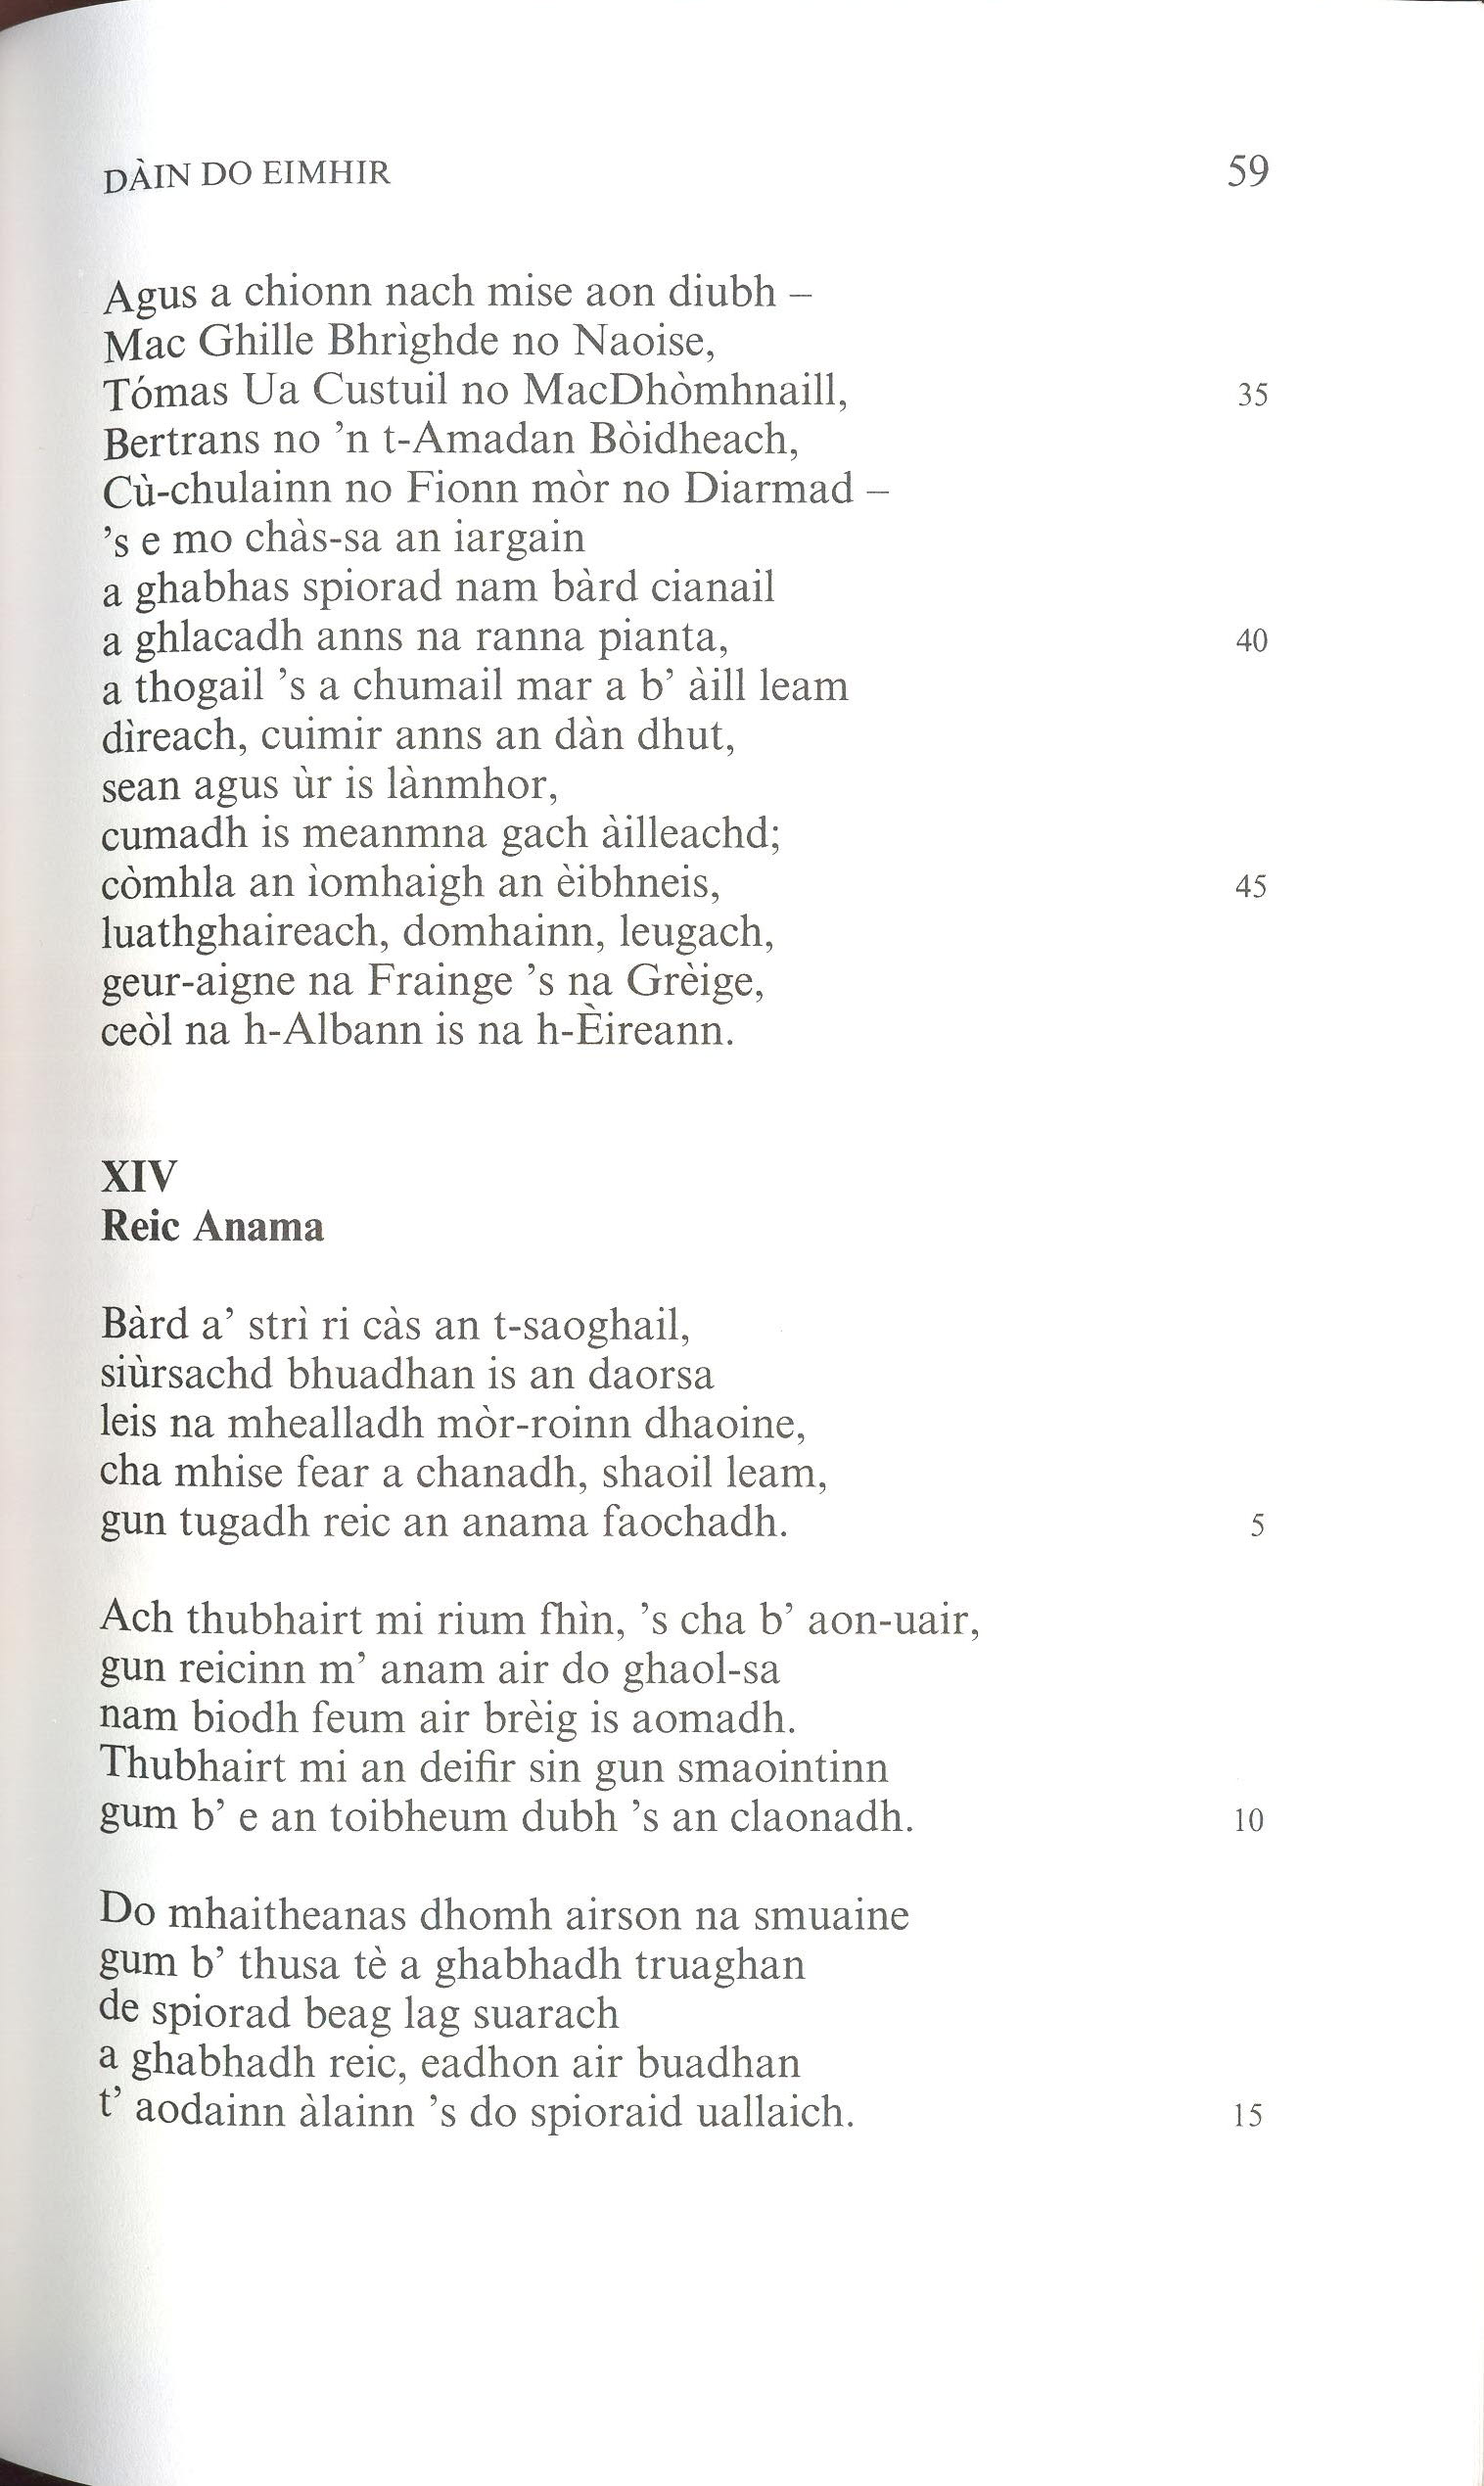 DÀIN DO EIMHIR 59
Agus a chionn nach mise aon diubh –
Mac Ghille Bhrìghde no Naoise,
Tómas Ua Custuil no MacDhòmhnaill, 35
Bertrans no ’n t-Amadan Bòidheach,
Cù-chulainn no Fionn mòr no Diarmad –
’s e mo chàs-sa an iargain
a ghabhas spiorad nam bàrd cianail
a ghlacadh anns na ranna pianta, 40
a thogail ’s a chumail mar a b’ àill leam
dìreach, cuimir anns an dàn dhut,
sean agus ùr is lànmhor,
cumadh is meanmna gach àilleachd;
còmhla an ìomhaigh an èibhneis, 45
luathghaireach, domhainn, leugach,
geur-aigne na Frainge ’s na Grèige,
ceòl na h-Albann is na h-Èireann.
XIV
Reic Anama
Bàrd a’ strì ri càs an t-saoghail,
siùrsachd bhuadhan is an daorsa
leis na mhealladh mòr-roinn dhaoine,
cha mhise fear a chanadh, shaoil leam,
gun tugadh reic an anama faochadh. 5
Ach thubhairt mi rium fhìn, ’s cha b’ aon-uair,
gun reicinn m’ anam air do ghaol-sa
nam biodh feum air brèig is aomadh.
Thubhairt mi an deifir sin gun smaointinn
gum b’ e an toibheum dubh ’s an claonadh. 10
Do mhaitheanas dhomh airson na smuaine
gum b’ thusa tè a ghabhadh truaghan
de spiorad beag lag suarach
a ghabhadh reic, eadhon air buadhan
t’ aodainn àlainn ’s do spioraid uallaich. 15